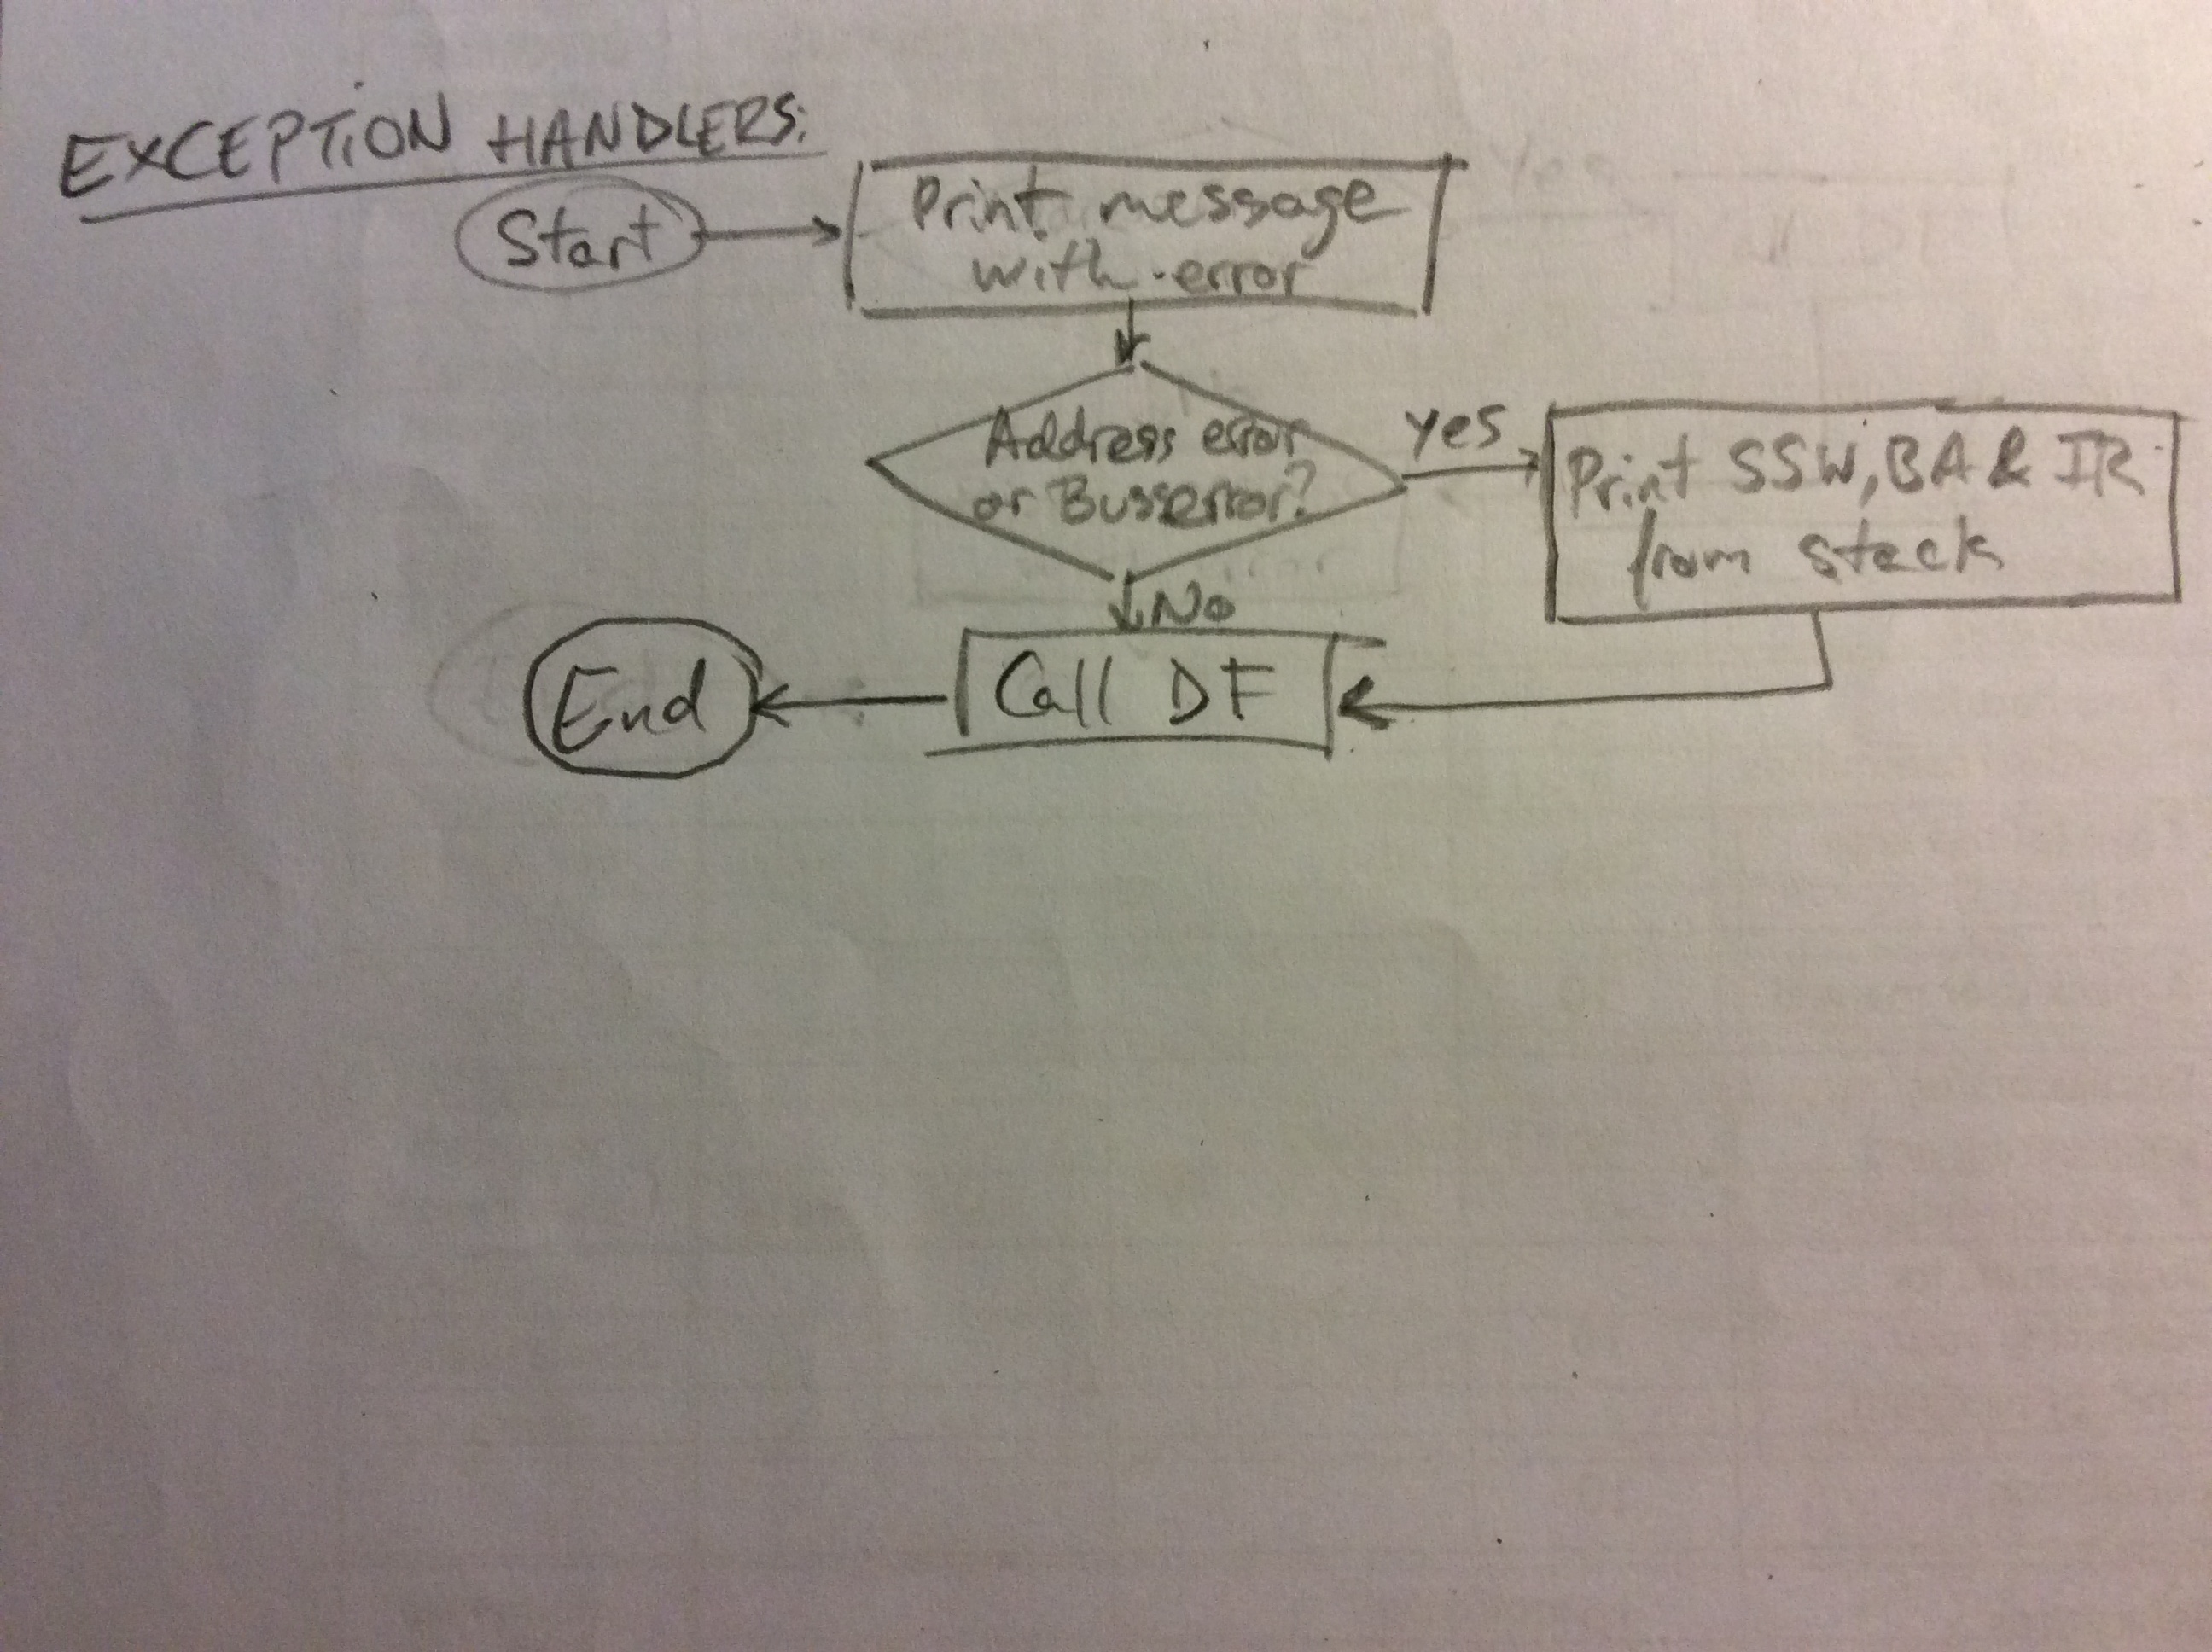 EXCEPTION HANDLERS:
Start
Print message
with error
Address error
or Buserror?
yes
Print SSW, BA & IR
from stack
No
Call DF
End